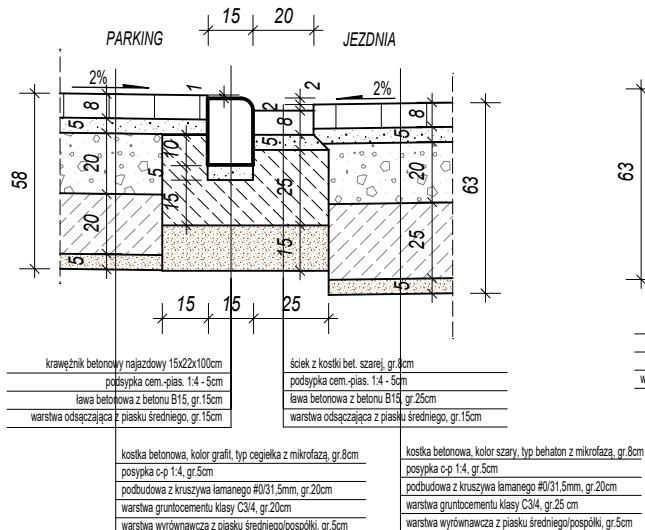 15 20
PARKING JEZDNIA
2% 1 2 2%
8 2 8
5 8 5
58 20 10 5 20 63 63
5 25
20 15 25
5 15 5
15 15 25
krawężnik betonowy najazdowy 15x22x100cm
podsypka cem.-pias. 1:4 - 5cm
ława betonowa z betonu B15, gr.15cm
warstwa odsączająca z piasku średniego, gr.15cm
ściek z kostki bet. szarej, gr.8cm
podsypka cem.-pias. 1:4 - 5cm
ława betonowa z betonu B15, gr.25cm
warstwa odsączająca z piasku średniego, gr.15cm
kostka betonowa, kolor grafit, typ cegiełka z mikrofazą, gr.8cm
posypka c-p 1:4, gr.5cm
podbudowa z kruszywa łamanego #0/31,5mm, gr.20cm
warstwa gruntocementu klasy C3/4, gr.20cm
warstwa wyrównawcza z piasku średniego/pospółki, gr.5cm
kostka betonowa, kolor szary, typ behaton z mikrofazą, gr.8cm
posypka c-p 1:4, gr.5cm
podbudowa z kruszywa łamanego #0/31,5mm, gr.20cm
warstwa gruntocementu klasy C3/4, gr.25 cm
warstwa wyrównawcza z piasku średniego/pospółki, gr.5cm
w